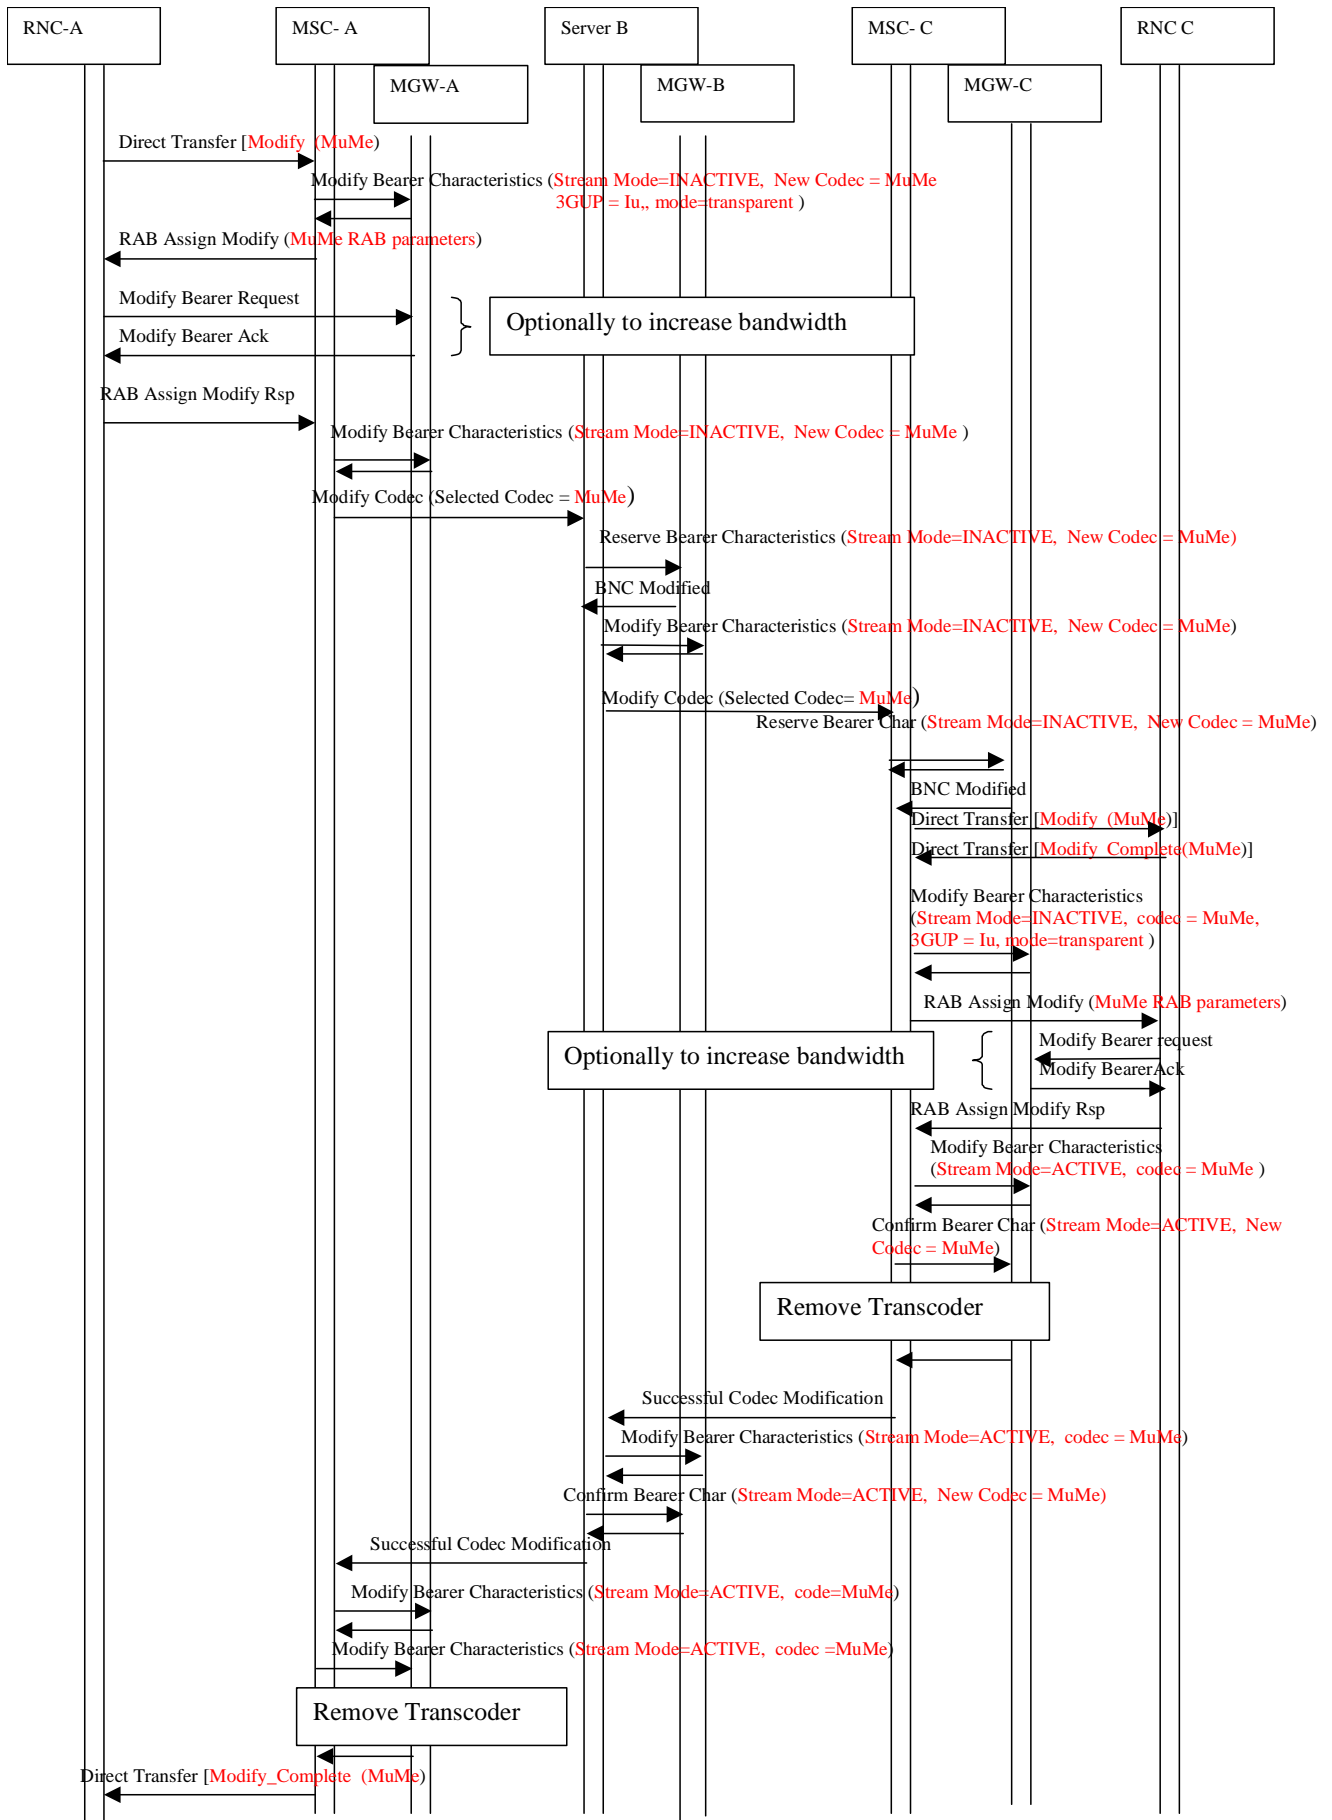 RNC-A
MSC- A
Server B
MSC- C
RNC C
MGW-A
MGW-B
MGW-C
Direct Transfer [Modify (MuMe)
Modify Bearer Characteristics (Stream Mode=INACTIVE, New Codec = MuMe
3GUP = Iu,, mode=transparent )
RAB Assign Modify (MuMe RAB parameters)
Modify Bearer Request
Optionally to increase bandwidth
Modify Bearer Ack
RAB Assign Modify Rsp
Modify Bearer Characteristics (Stream Mode=INACTIVE, New Codec = MuMe )
Modify Codec (Selected Codec = MuMe)
Reserve Bearer Characteristics (Stream Mode=INACTIVE, New Codec = MuMe)
BNC Modified
Modify Bearer Characteristics (Stream Mode=INACTIVE, New Codec = MuMe)
Modify Codec (Selected Codec= MuMe)
Reserve Bearer Char (Stream Mode=INACTIVE, New Codec = MuMe)
BNC Modified
Direct Transfer [Modify (MuMe)]
Direct Transfer [Modify Complete(MuMe)]
Modify Bearer Characteristics
(Stream Mode=INACTIVE, codec = MuMe,
3GUP = Iu, mode=transparent )
RAB Assign Modify (MuMe RAB parameters)
Optionally to increase bandwidth
Modify Bearer request
Modify BearerAck
RAB Assign Modify Rsp
Modify Bearer Characteristics
(Stream Mode=ACTIVE, codec = MuMe )
Confirm Bearer Char (Stream Mode=ACTIVE, New
Codec = MuMe)
Remove Transcoder
Successful Codec Modification
Modify Bearer Characteristics (Stream Mode=ACTIVE, codec = MuMe)
Confirm Bearer Char (Stream Mode=ACTIVE, New Codec = MuMe)
Successful Codec Modification
Modify Bearer Characteristics (Stream Mode=ACTIVE, code=MuMe)
Modify Bearer Characteristics (Stream Mode=ACTIVE, codec =MuMe)
Remove Transcoder
Direct Transfer [Modify_Complete (MuMe)